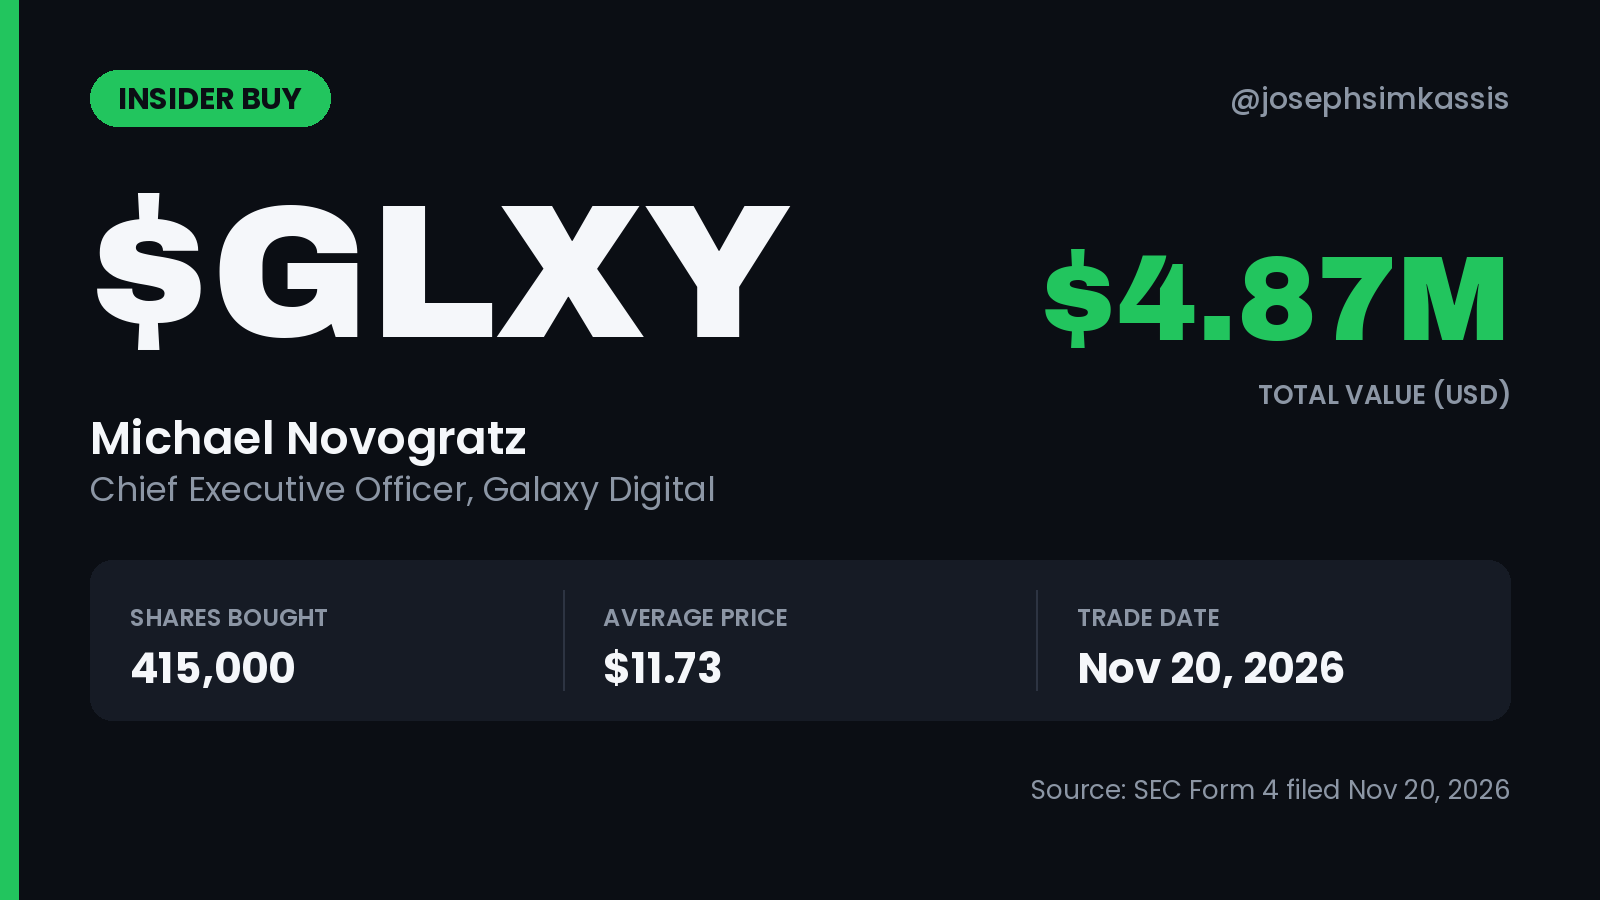 INSIDER BUY
@josephsimkassis
$GLXY
$4.87M
TOTAL VALUE (USD)
Michael Novogratz
Chief Executive Officer, Galaxy Digital
SHARES BOUGHT
415,000
AVERAGE PRICE
$11.73
TRADE DATE
Nov 20, 2026
Source: SEC Form 4 filed Nov 20, 2026